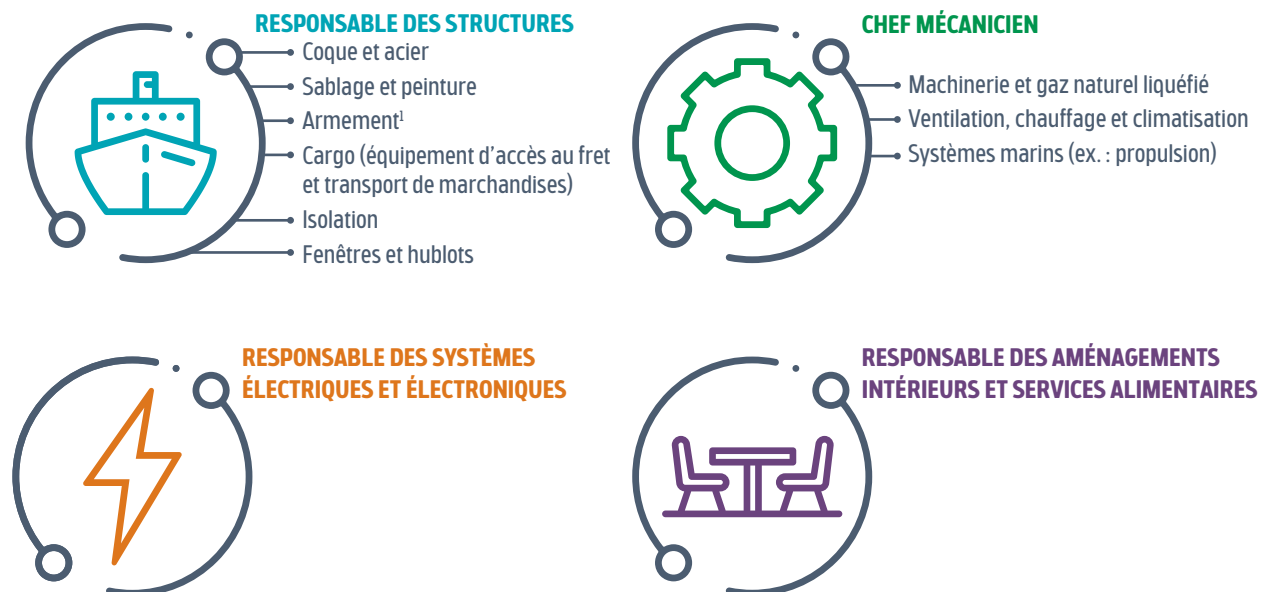 RESPONSABLE DES STRUCTURES
Coque et acier
Sablage et peinture
Armement¹
Cargo (équipement d’accès au fret
et transport de marchandises)
Isolation
Fenêtres et hublots
CHEF MÉCANICIEN
Machinerie et gaz naturel liquéfié
Ventilation, chauffage et climatisation
Systèmes marins (ex. : propulsion)
RESPONSABLE DES SYSTÈMES
ÉLECTRIQUES ET ÉLECTRONIQUES
RESPONSABLE DES AMÉNAGEMENTS
INTÉRIEURS ET SERVICES ALIMENTAIRES